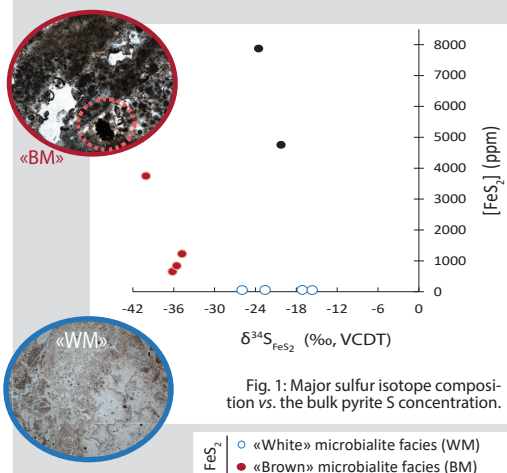 8000
7000
6000
5000
4000
3000
2000
1000
0
[FeS2] (ppm)
«BM»
-42 -36 -30 -24 -18 -12 -6 0
δ34SFeS2 (‰, VCDT)
«WM»
Fig. 1: Major sulfur isotope composi-
tion vs. the bulk pyrite S concentration.
FeS2
«White» microbialite facies (WM)
«Brown» microbialite facies (BM)